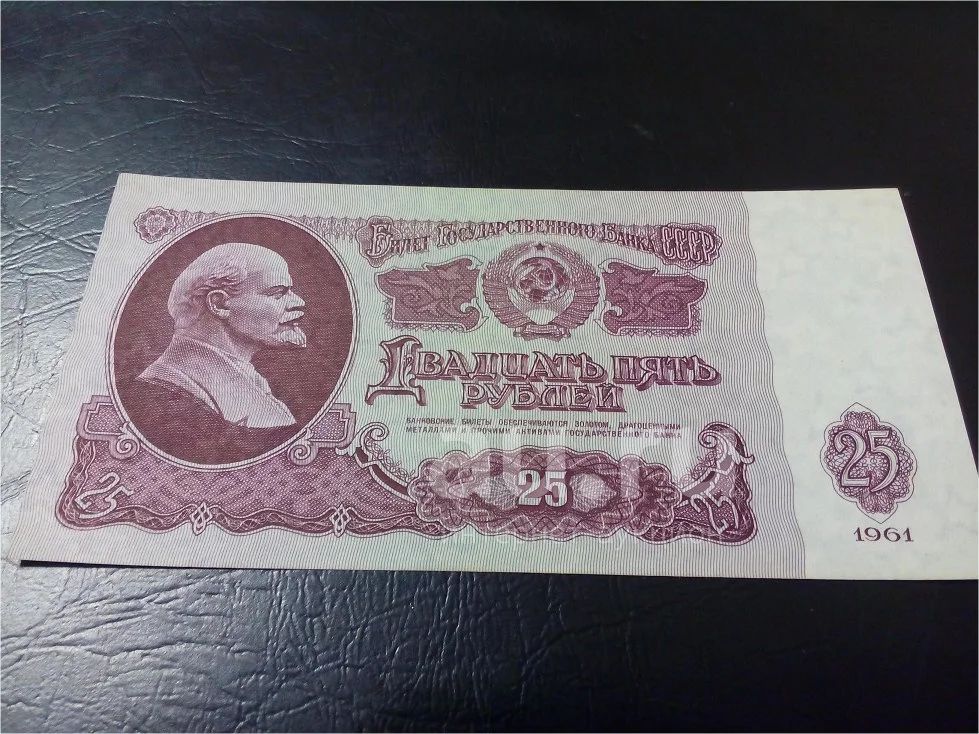 Билет Государственного Банка СССР
Двадцать пять
рублей
БАНКОВСКИЕ БИЛЕТЫ ОБЕСПЕЧИВАЮТСЯ ЗОЛОТОМ, ДРАГОЦЕННЫМИ
МЕТАЛЛАМИ И ПРОЧИМИ АКТИВАМИ ГОСУДАРСТВЕННОГО БАНКА
25
25
25
25
1961